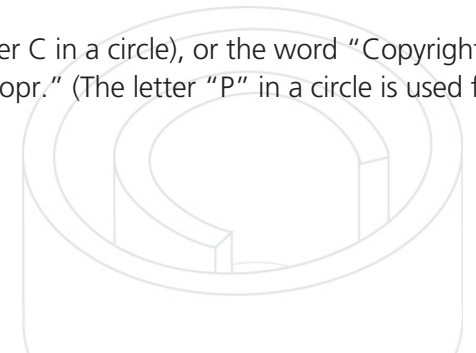 er C in a circle), or the word “Copyright
opr.” (The letter “P” in a circle is used f